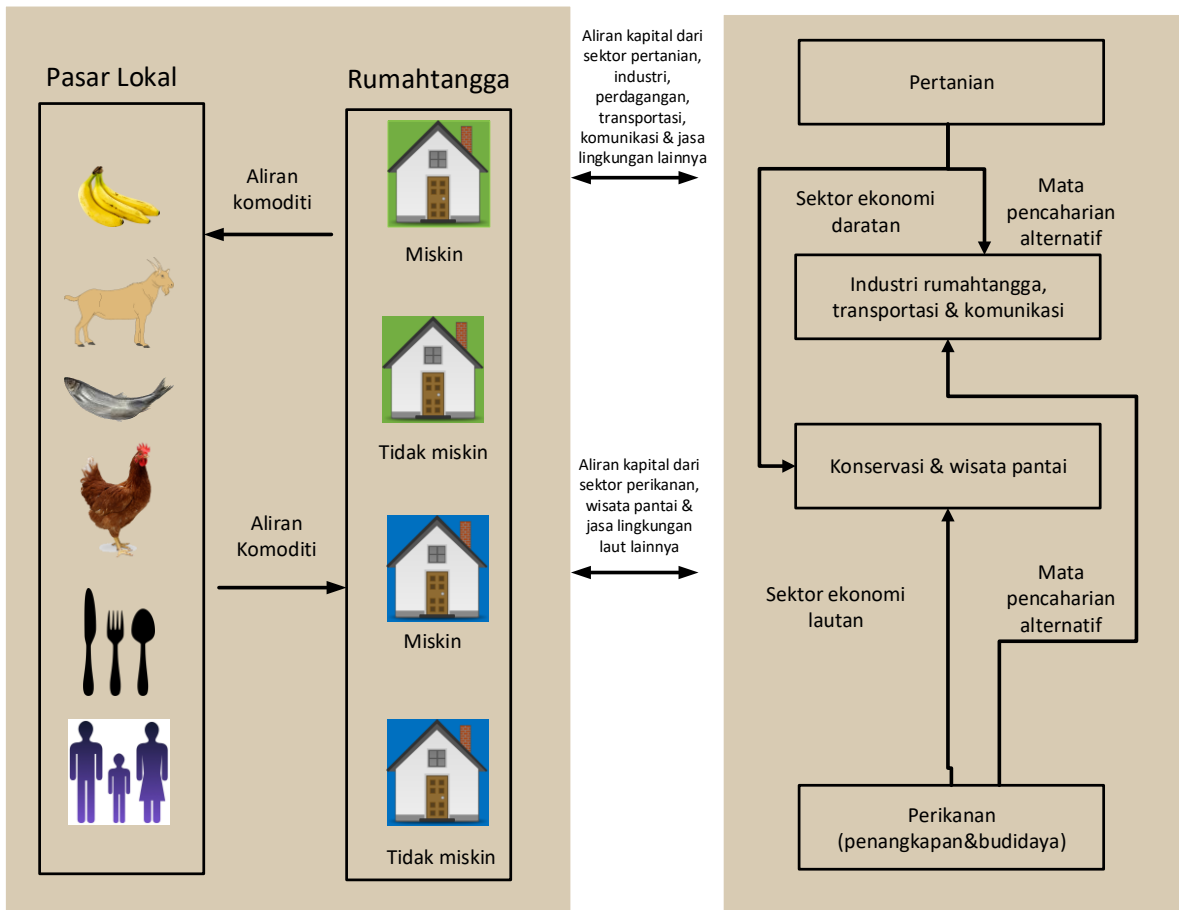 Pasar Lokal
Rumahtangga
Aliran
komoditi
Miskin
Tidak miskin
Aliran
Komoditi
Miskin
Tidak miskin
Aliran kapital dari
sektor pertanian,
industri,
perdagangan,
transportasi,
komunikasi & jasa
lingkungan lainnya
Aliran kapital dari
sektor perikanan,
wisata pantai &
jasa lingkungan
laut lainnya
Pertanian
Sektor ekonomi
daratan
Mata
pencaharian
alternatif
Industri rumahtangga,
transportasi & komunikasi
Konservasi & wisata pantai
Sektor ekonomi
lautan
Mata
pencaharian
alternatif
Perikanan
(penangkapan&budidaya)